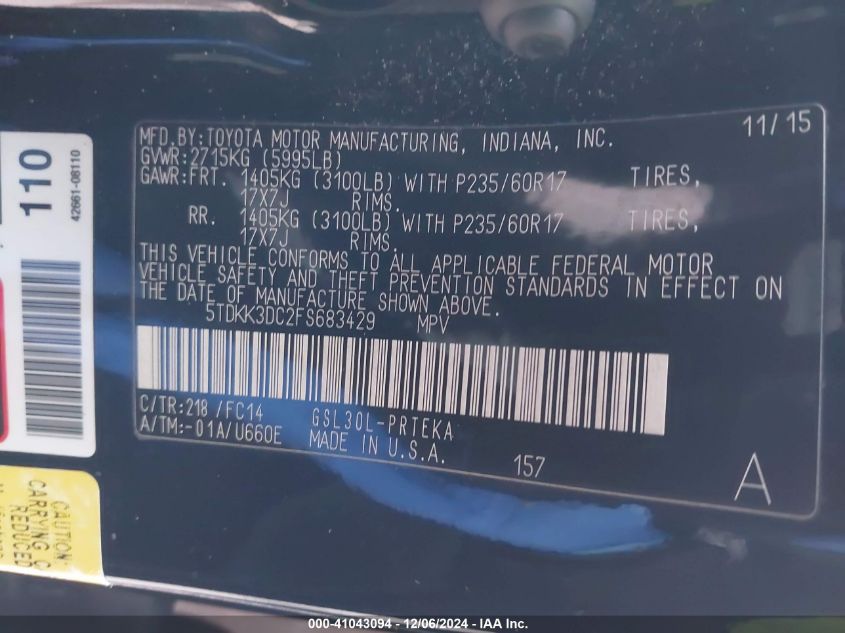 11/15
MFD.BY:TOYOTA MOTOR MANUFACTURING, INDIANA, INC.
GVWR:2715KG (5995LB)
GAWR:FRT. 1405KG (3100LB) WITH P235/60R17 TIRES,
17X7J RIMS.
RR. 1405KG (3100LB) WITH P235/60R17 TIRES,
17X7J RIMS.
THIS VEHICLE CONFORMS TO ALL APPLICABLE FEDERAL MOTOR
VEHICLE SAFETY AND THEFT PREVENTION STANDARDS IN EFFECT ON
THE DATE OF MANUFACTURE SHOWN ABOVE.
5TDKK3DC2FS683429 MPV
C/TR:218 /FC14 GSL30L-PRTEKA
A/TM:-01A/U660E MADE IN U.S.A.
157
A
110
42661-08110
CAUTION
CARRYING C
REDUCED
000-41043094 - 12/06/2024 - IAA Inc.